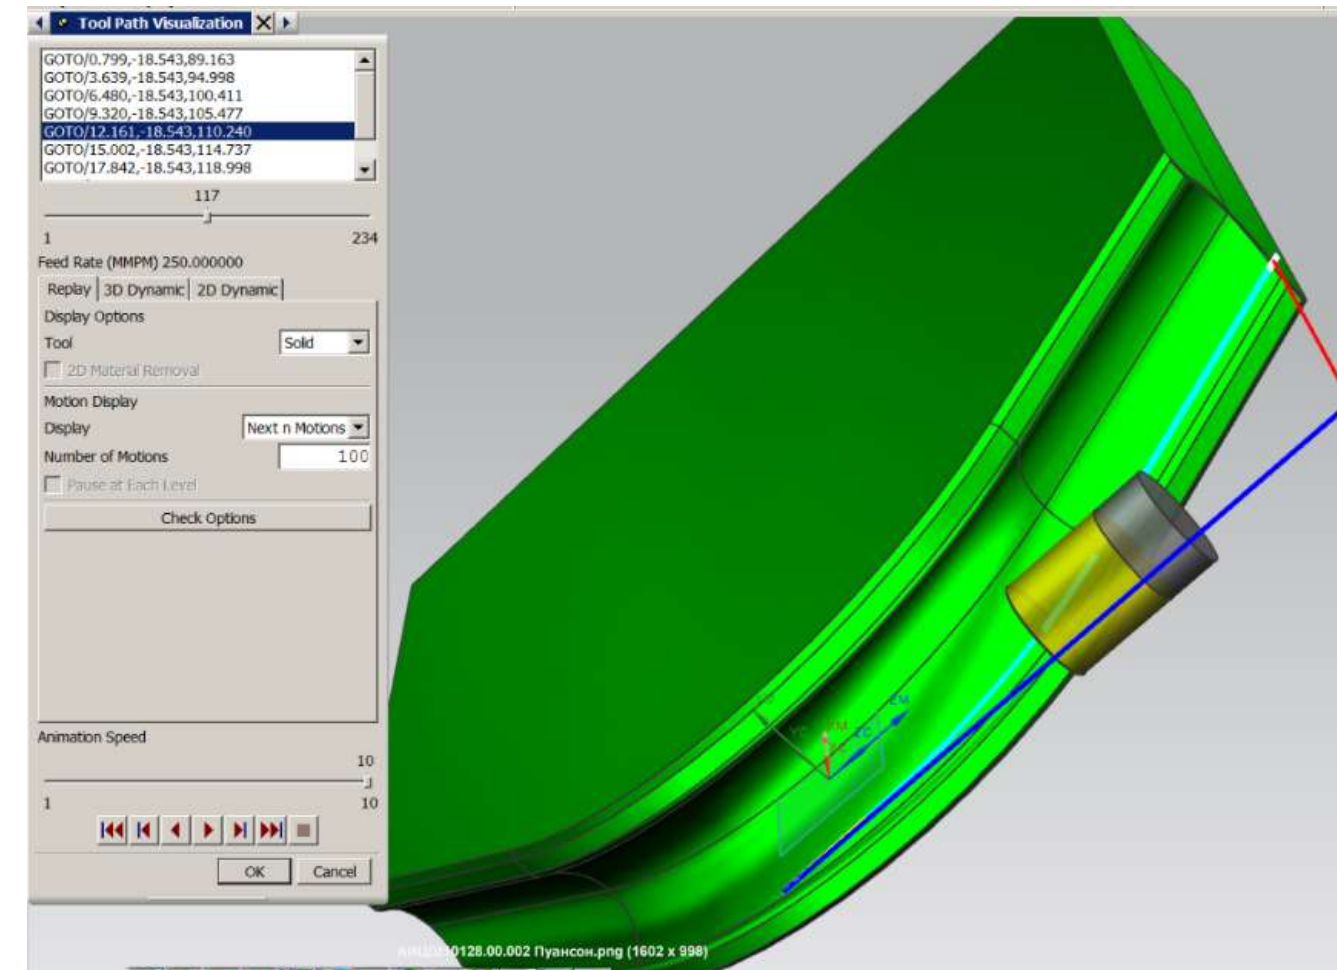 Tool Path Visualization
GOTO/0.799,-18.543,89.163
GOTO/3.639,-18.543,94.998
GOTO/6.480,-18.543,100.411
GOTO/9.320,-18.543,105.477
GOTO/12.161,-18.543,110.240
GOTO/15.002,-18.543,114.737
GOTO/17.842,-18.543,118.998
117
1 234
Feed Rate (MMPM) 250.000000
Replay 3D Dynamic 2D Dynamic
Display Options
Tool Solid
2D Material Removal
Motion Display
Display Next n Motions
Number of Motions 100
Pause at Each Level
Check Options
Animation Speed
10
1 10
OK Cancel
ZM
YC
ZC
0128.00.002 Пуансон.png (1602 x 998)